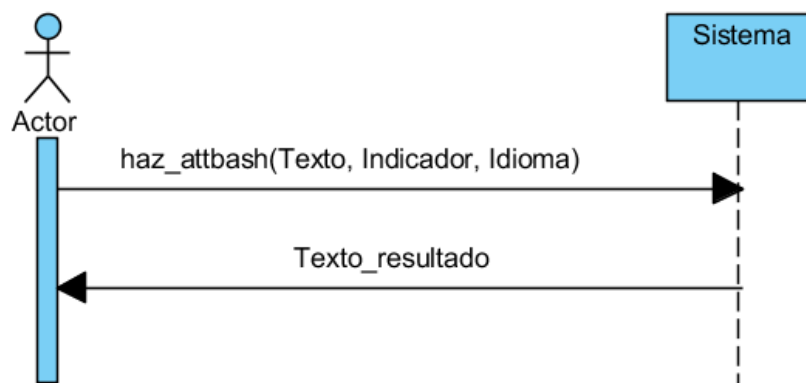 Sistema
Actor
haz_attbash(Texto, Indicador, Idioma)
Texto_resultado